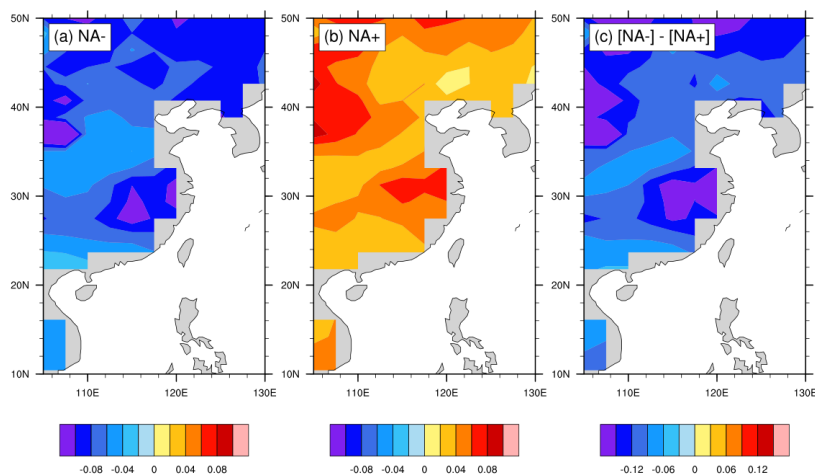 (a) NA-
(b) NA+
(c) [NA-] - [NA+]
50N
40N
30N
20N
10N
110E 120E 130E
50N
40N
30N
20N
10N
110E 120E 130E
50N
40N
30N
20N
10N
110E 120E 130E
-0.08 -0.04 0 0.04 0.08
-0.08 -0.04 0 0.04 0.08
-0.12 -0.06 0 0.06 0.12